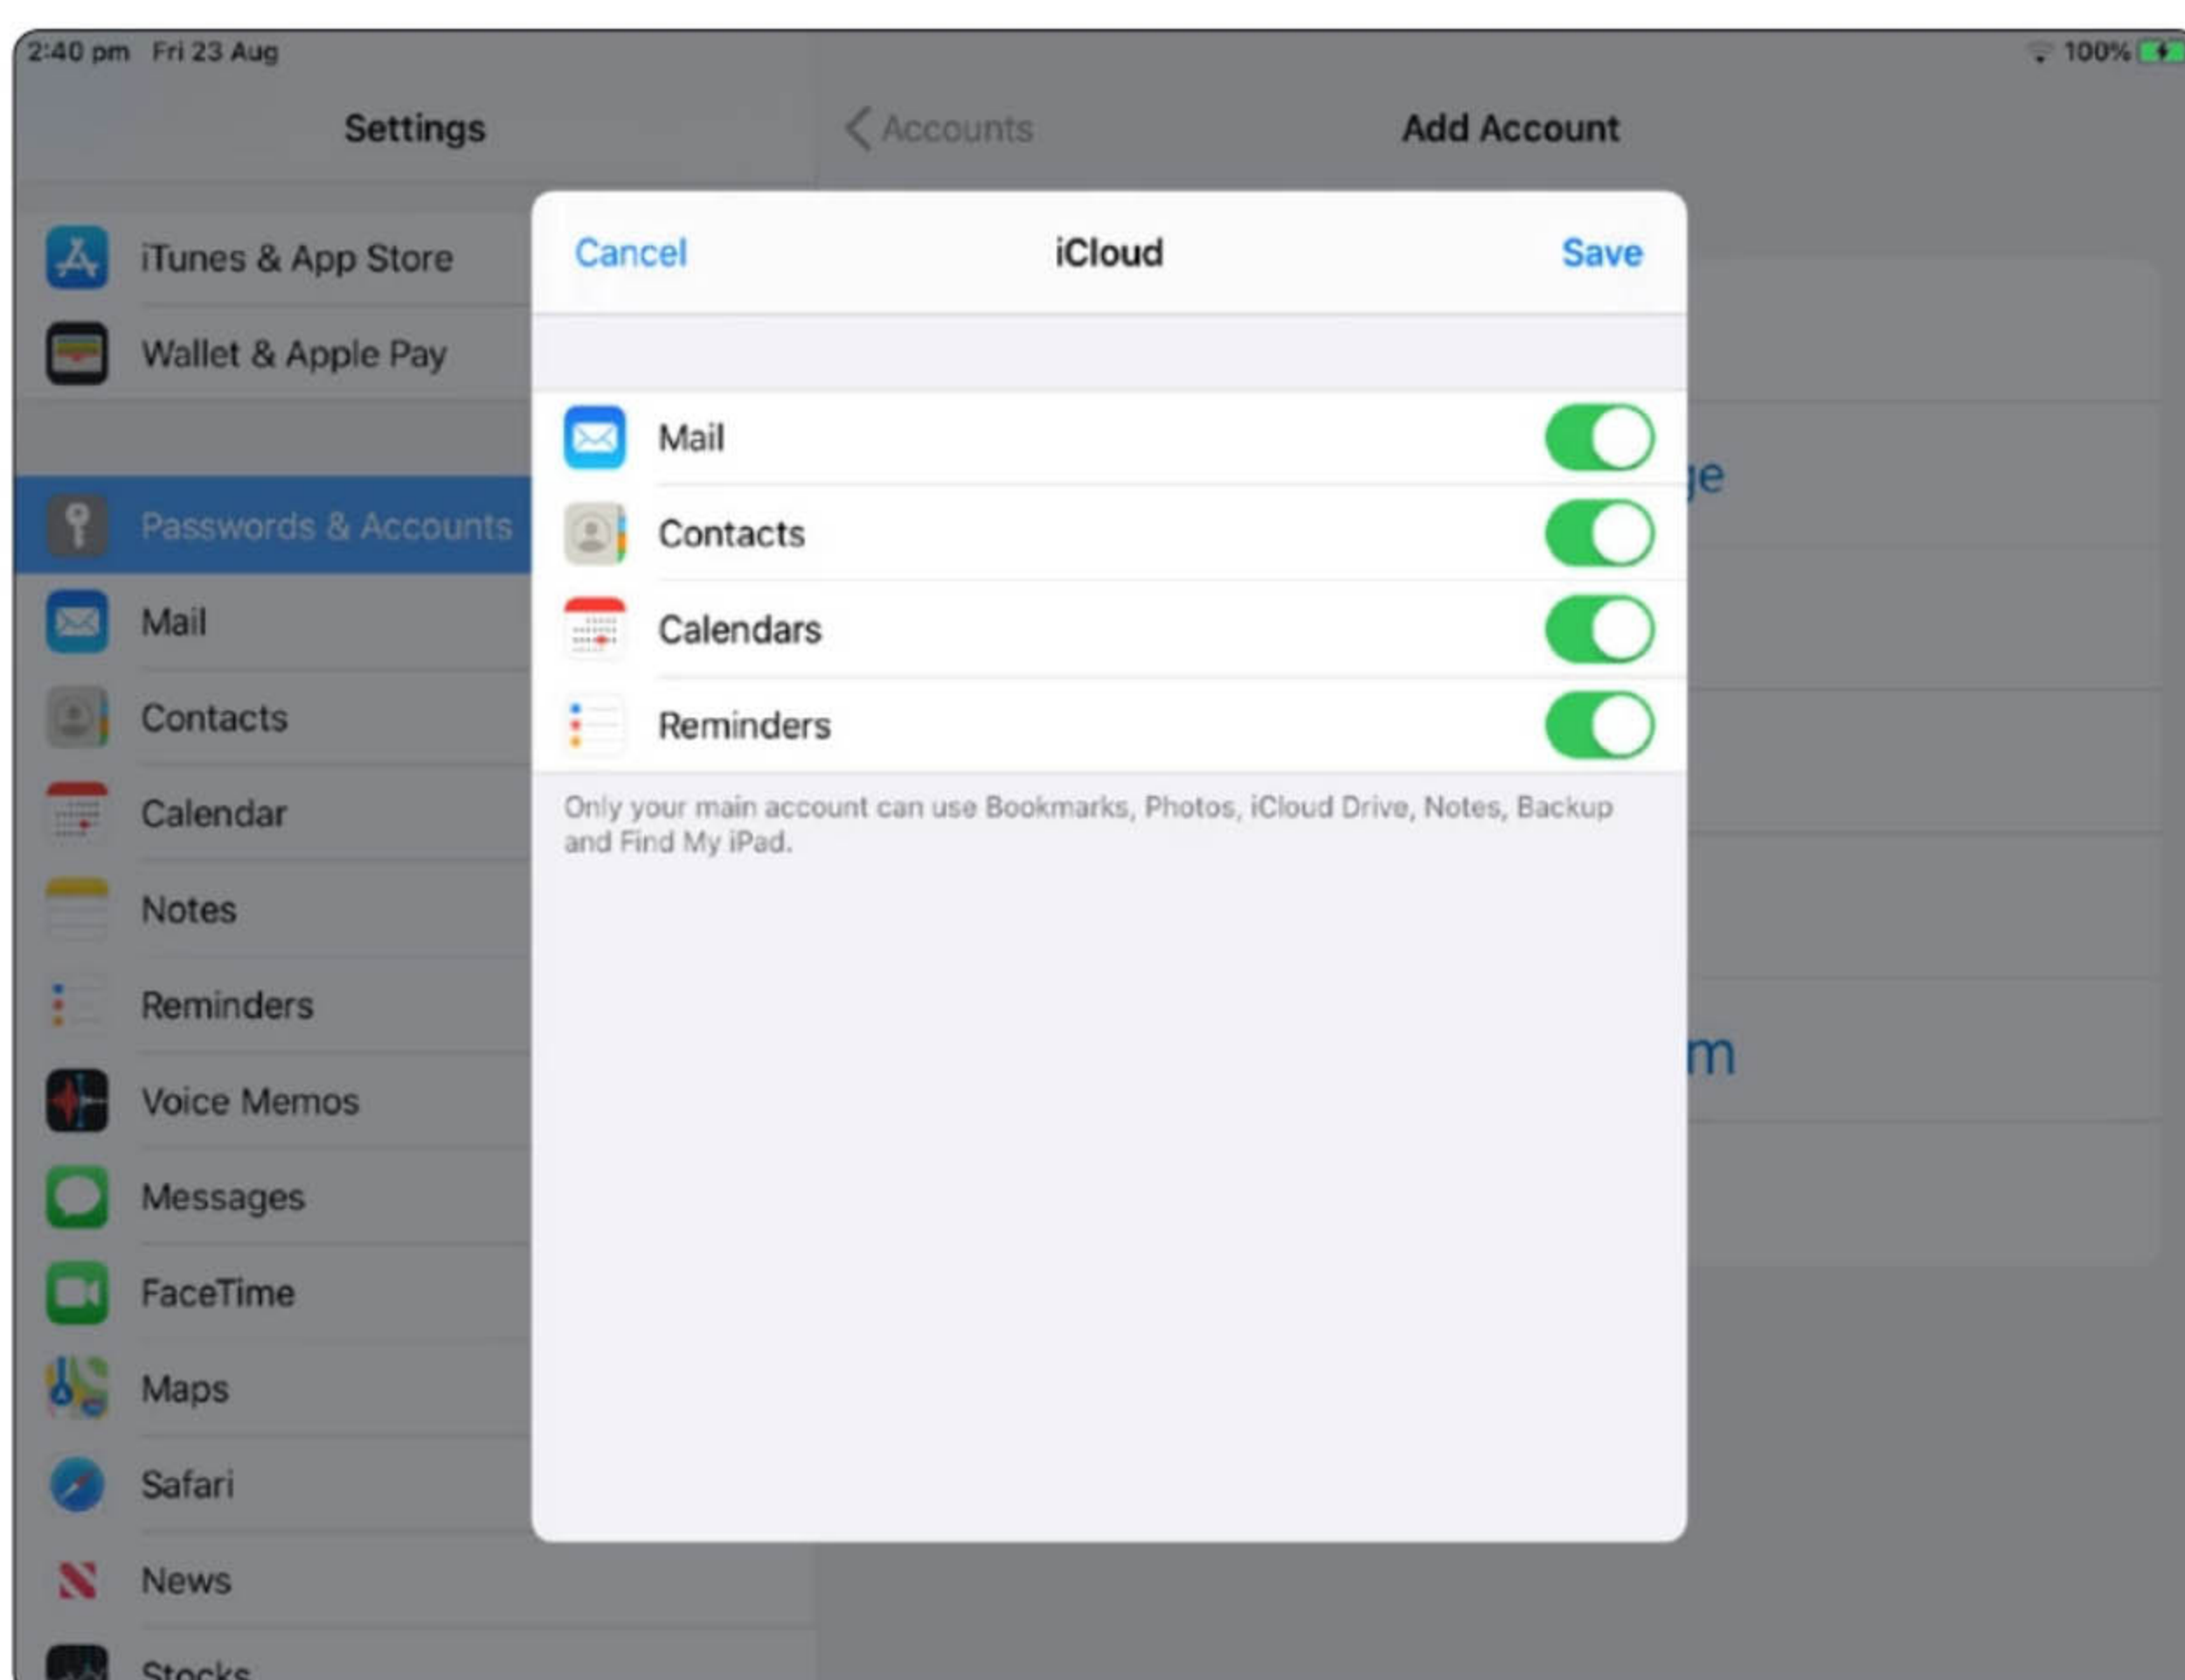 2:40 pm Fri 23 Aug
100%
Settings
Accounts
Add Account
iTunes & App Store
Wallet & Apple Pay
Passwords & Accounts
Mail
Contacts
Calendar
Notes
Reminders
Voice Memos
Messages
FaceTime
Maps
Safari
News
Stocks
Cancel
iCloud
Save
Mail
Contacts
Calendars
Reminders
Only your main account can use Bookmarks, Photos, iCloud Drive, Notes, Backup
and Find My iPad.